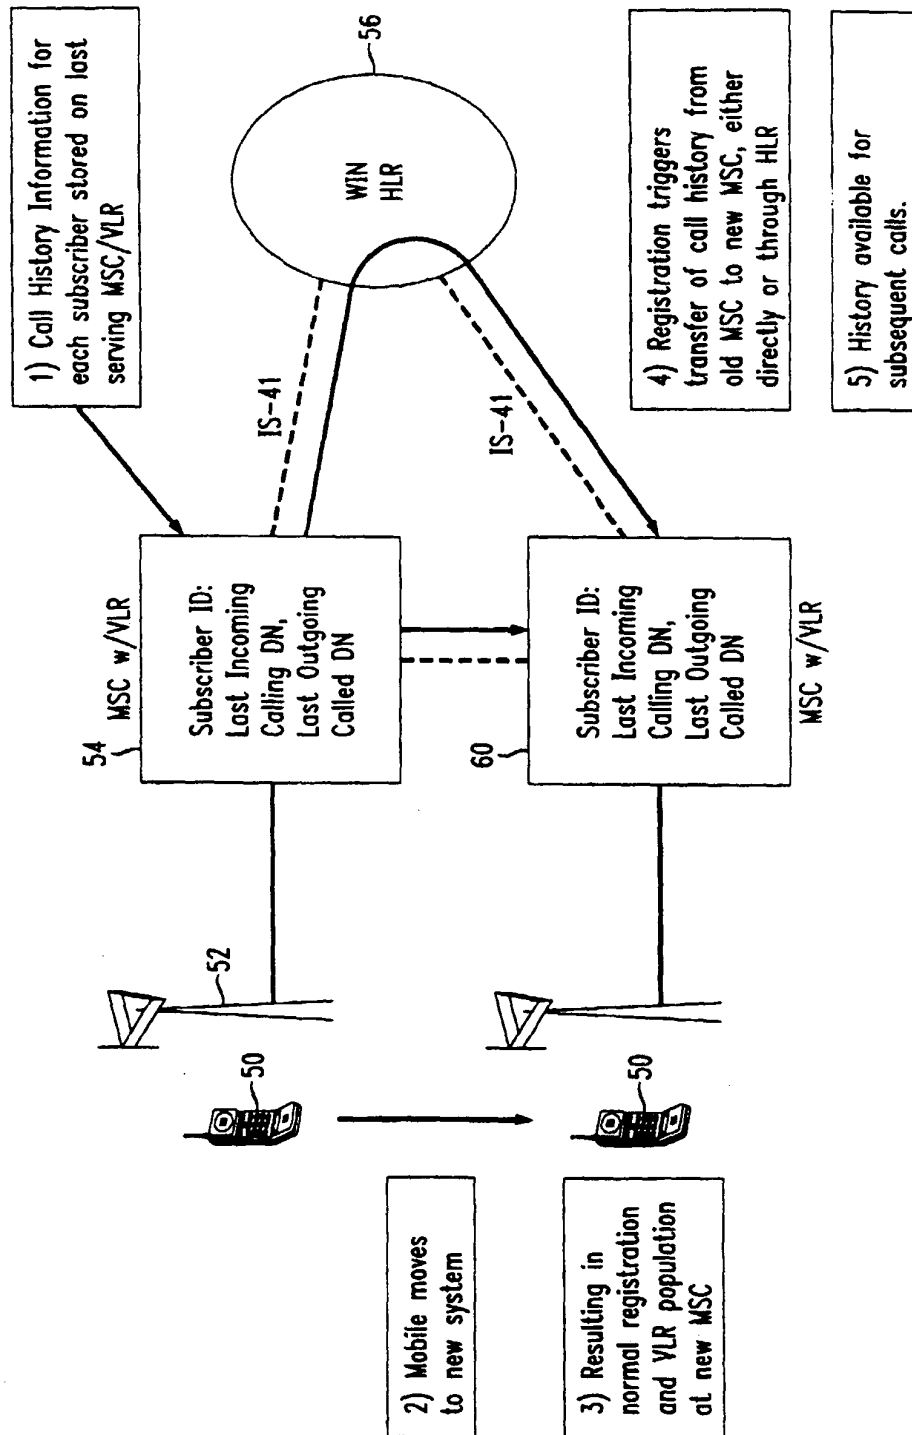 1) Call History Information for
each subscriber stored on last
serving MSC/VLR
56
WIN
HLR
IS-41
IS-41
4) Registration triggers
transfer of call history from
old MSC to new MSC, either
directly or through HLR
5) History available for
subsequent calls.
54
MSC w/VLR
Subscriber ID:
Last Incoming
Calling DN,
Last Outgoing
Called DN
60
Subscriber ID:
Last Incoming
Calling DN,
Last Outgoing
Called DN
MSC w/VLR
52
50
50
2) Mobile moves
to new system
3) Resulting in
normal registration
and VLR population
at new MSC